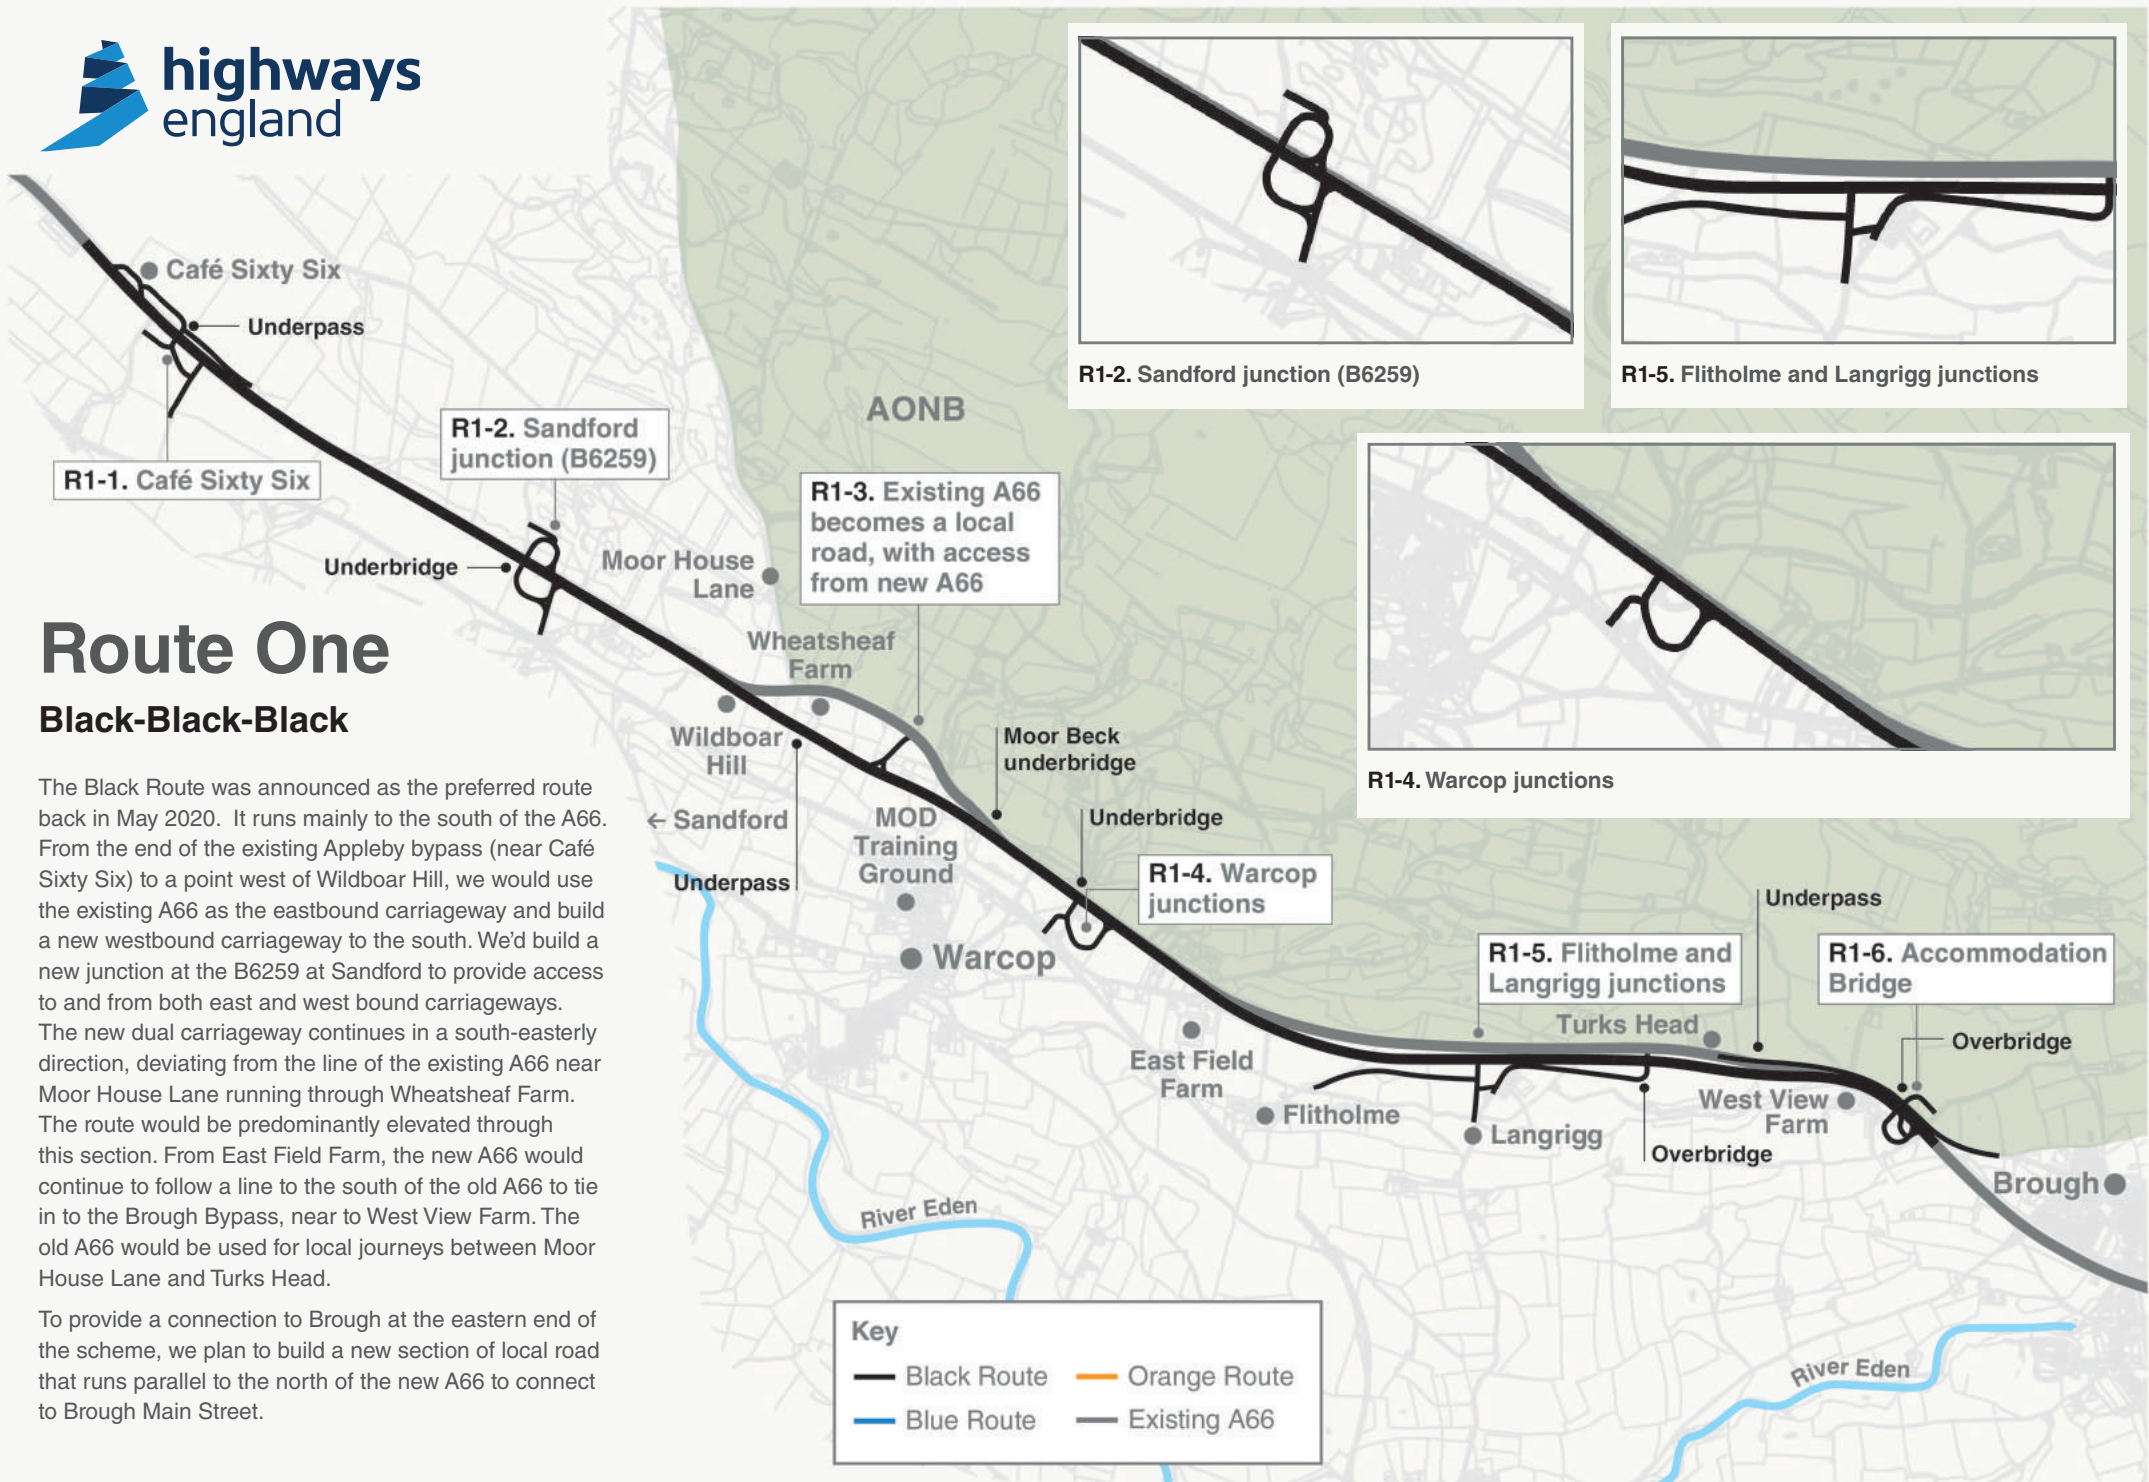 highways
england
Café Sixty Six
Underpass
R1-1. Café Sixty Six
R1-2. Sandford
junction (B6259)
Underbridge
Moor House
Lane
AONB
R1-3. Existing A66
becomes a local
road, with access
from new A66
Wheatsheaf
Farm
Wildboar
Hill
← Sandford
Underpass
MOD
Training
Ground
Warcop
Moor Beck
underbridge
Underbridge
R1-4. Warcop
junctions
East Field
Farm
Flitholme
Langrigg
R1-5. Flitholme and
Langrigg junctions
Turks Head
Underpass
R1-6. Accommodation
Bridge
Overbridge
West View
Farm
Overbridge
Brough
River Eden
River Eden
R1-2. Sandford junction (B6259)
R1-5. Flitholme and Langrigg junctions
R1-4. Warcop junctions
Route One
Black-Black-Black
The Black Route was announced as the preferred route
back in May 2020.  It runs mainly to the south of the A66.
From the end of the existing Appleby bypass (near Café
Sixty Six) to a point west of Wildboar Hill, we would use
the existing A66 as the eastbound carriageway and build
a new westbound carriageway to the south. We’d build a
new junction at the B6259 at Sandford to provide access
to and from both east and west bound carriageways.
The new dual carriageway continues in a south-easterly
direction, deviating from the line of the existing A66 near
Moor House Lane running through Wheatsheaf Farm.
The route would be predominantly elevated through
this section. From East Field Farm, the new A66 would
continue to follow a line to the south of the old A66 to tie
in to the Brough Bypass, near to West View Farm. The
old A66 would be used for local journeys between Moor
House Lane and Turks Head.
To provide a connection to Brough at the eastern end of
the scheme, we plan to build a new section of local road
that runs parallel to the north of the new A66 to connect
to Brough Main Street.
Key
Black Route
Orange Route
Blue Route
Existing A66